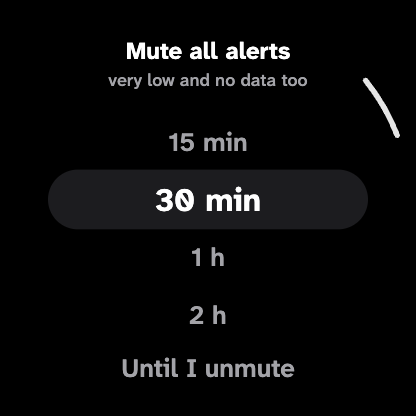 Mute all alerts
very low and no data too
15 min
30 min
1 h
2 h
Until I unmute